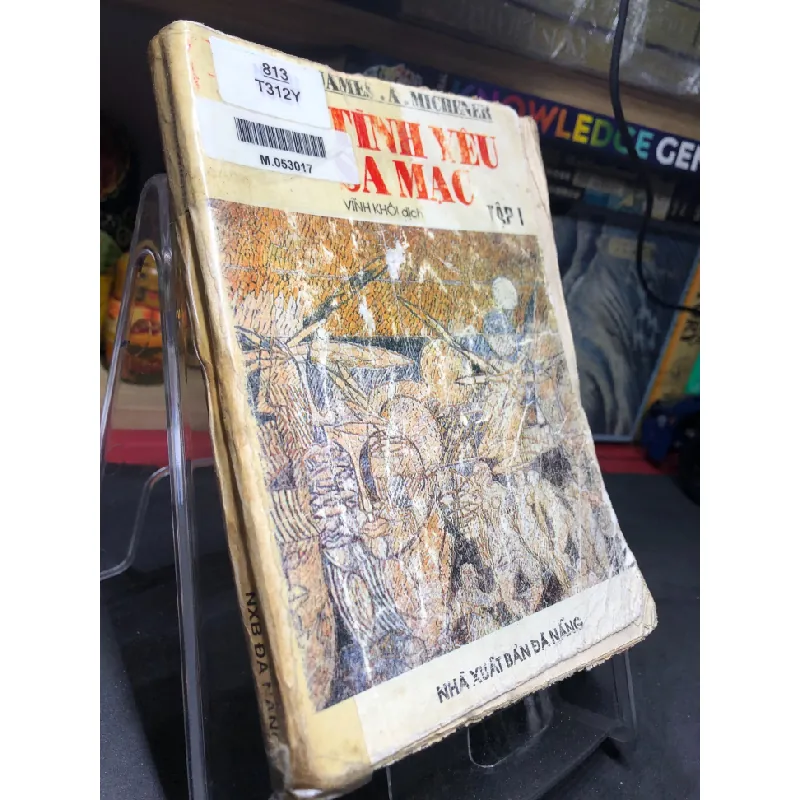 813
T312Y
M.053017
JAMES .A. MICHENER
TÌNH YÊU
SA MẠC
VĨNH KHÔI dịch
TẬP I
NHÀ XUẤT BẢN ĐÀ NẴNG
NXB ĐÀ NẴNG
KNOWLEDGE GEN